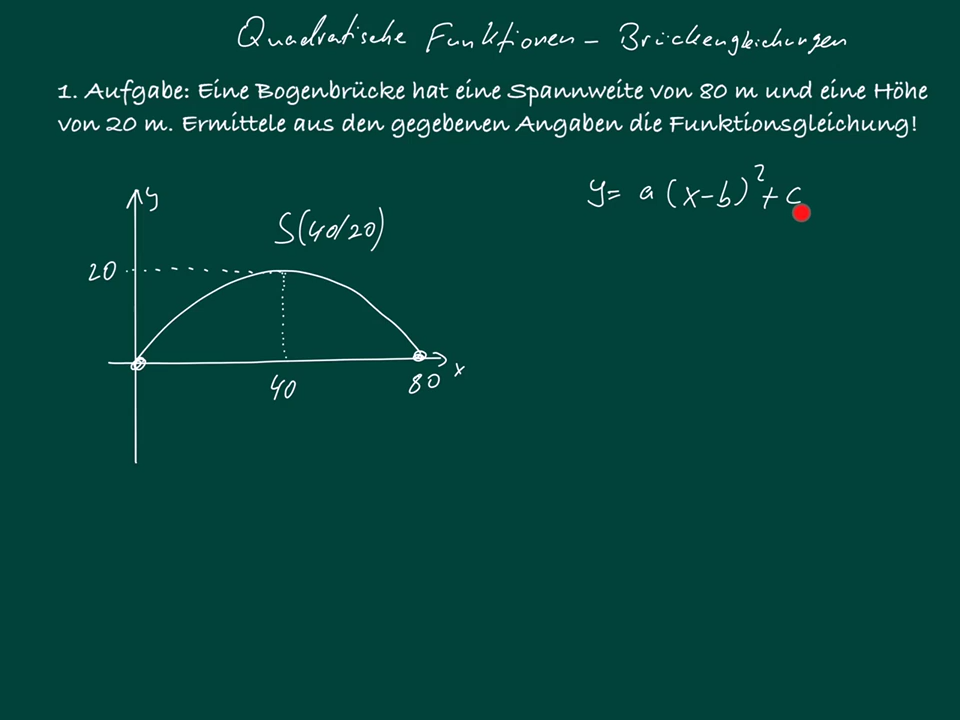 Quadratische Funktionen - Brückengleichungen
1. Aufgabe: Eine Bogenbrücke hat eine Spannweite von 80 m und eine Höhe
von 20 m. Ermittele aus den gegebenen Angaben die Funktionsgleichung!
y = a (x-b)² + c
y
S(40/20)
20
40
80
x